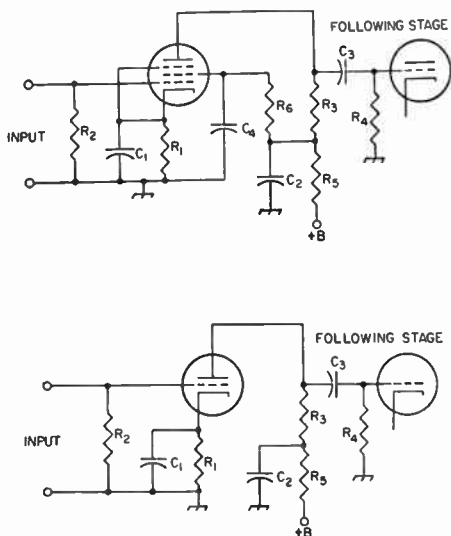 FOLLOWING STAGE
C3
R6
R3
R4
INPUT
R2
C1
R1
C4
C2
R5
+B
FOLLOWING STAGE
C3
R3
R4
INPUT
R2
C1
R1
C2
R5
+B